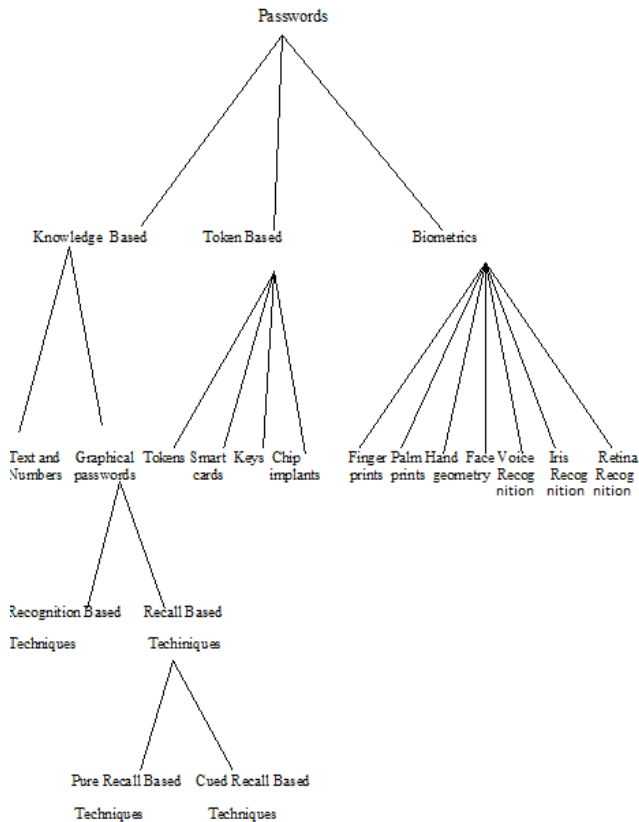 Passwords
Knowledge Based Token Based Biometrics
Text and Graphical Tokens Smart Keys Chip Finger Palm Hand Face Voice Iris Retina
Numbers passwords cards implants prints prints geometry Recog Recog Recog
nition nition nition
Recognition Based Recall Based
Techniques Techiniques
Pure Recall Based Cued Recall Based
Techniques Techniques